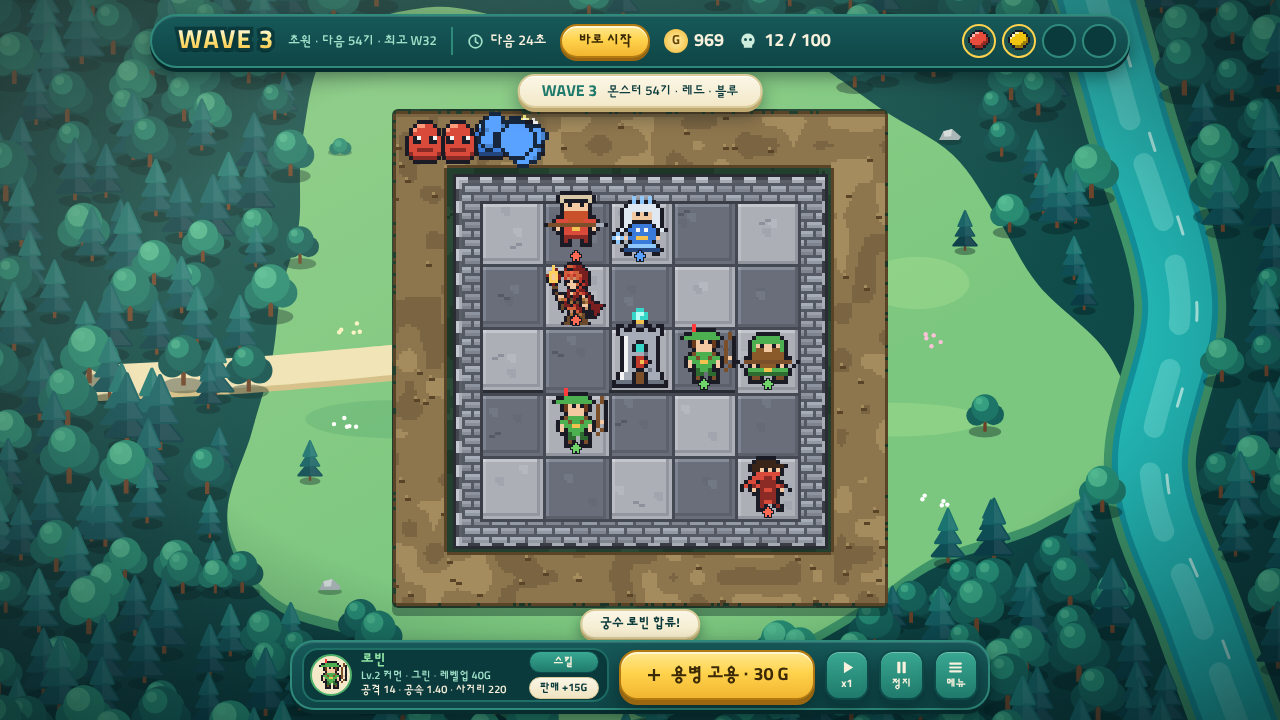 WAVE 3
초원 · 다음 54기 · 최고 W32
다음 24초
바로 시작
G 969
12 / 100
WAVE 3 몬스터 54기 · 레드 · 블루
궁수 로빈 합류!
로빈
Lv.2 커먼 · 그린 · 레벨업 40G
공격 14 · 공속 1.40 · 사거리 220
스킬
판매 +15G
+ 용병 고용 · 30 G
x1
정지
메뉴